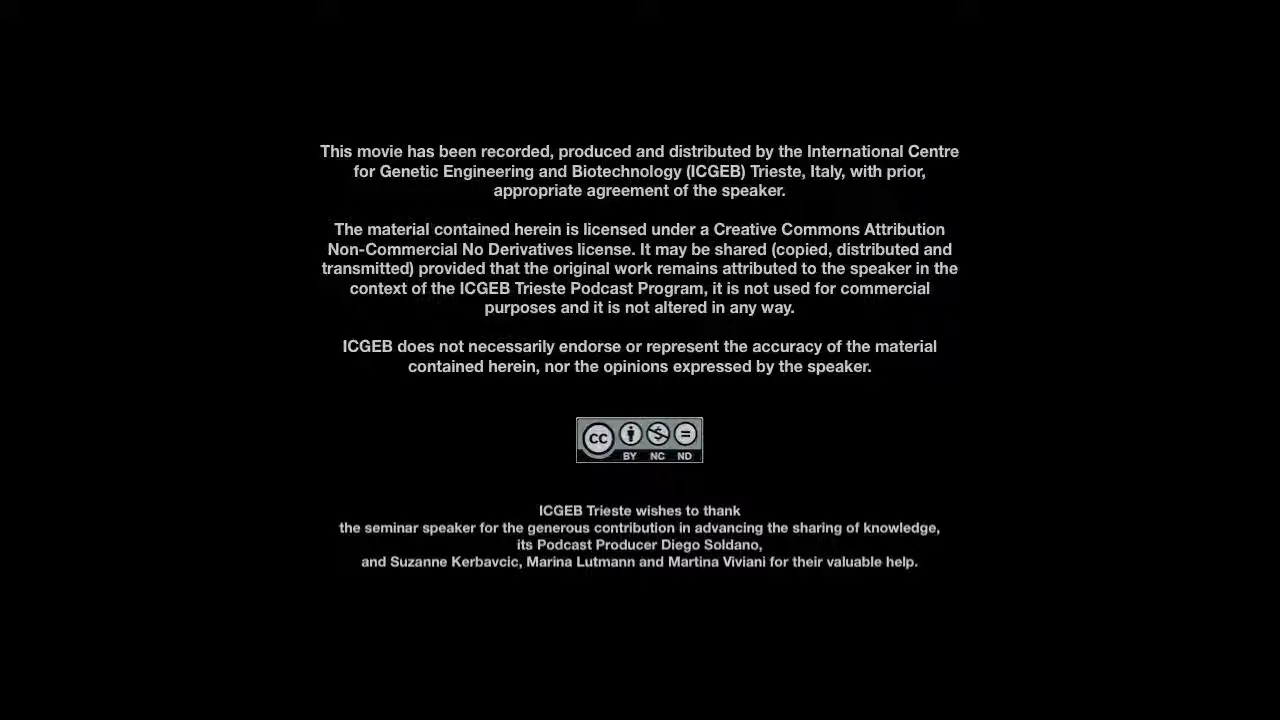 This movie has been recorded, produced and distributed by the International Centre
for Genetic Engineering and Biotechnology (ICGEB) Trieste, Italy, with prior,
appropriate agreement of the speaker.
The material contained herein is licensed under a Creative Commons Attribution
Non-Commercial No Derivatives license. It may be shared (copied, distributed and
transmitted) provided that the original work remains attributed to the speaker in the
context of the ICGEB Trieste Podcast Program, it is not used for commercial
purposes and it is not altered in any way.
ICGEB does not necessarily endorse or represent the accuracy of the material
contained herein, nor the opinions expressed by the speaker.
CC
BY NC ND
ICGEB Trieste wishes to thank
the seminar speaker for the generous contribution in advancing the sharing of knowledge,
its Podcast Producer Diego Soldano,
and Suzanne Kerbavcic, Marina Lutmann and Martina Viviani for their valuable help.